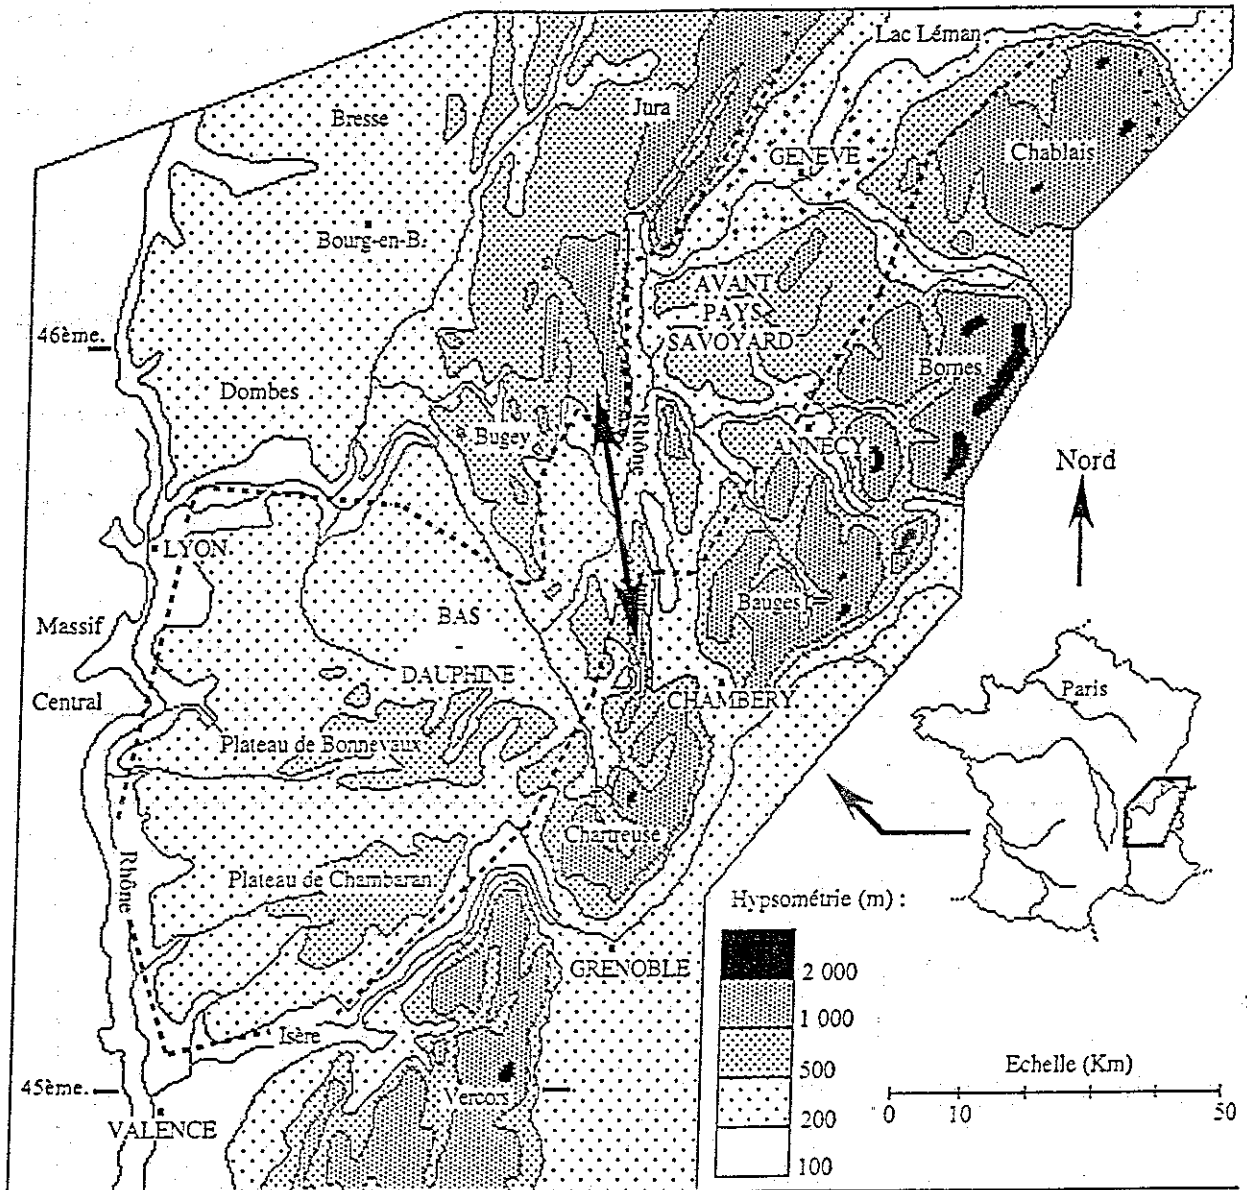 Lac Léman
Bresse
Jura
GENEVE
Chablais
Bourg-en-B.
AVANT
PAYS
SAVOYARD
46ème.
Bornes
Dombes
Rhône
Bugey
ANNECY
Nord
LYON
Massif
Central
BAS
DAUPHINE
Bauges
CHAMBERY
Paris
Plateau de Bonnevaux
Chartreuse
Rhône
Plateau de Chambaran
Hypsométrie (m) :
GRENOBLE
2 000
1 000
Isère
500
Echelle (Km)
45ème.
Vercors
200
0 10 50
VALENCE
100